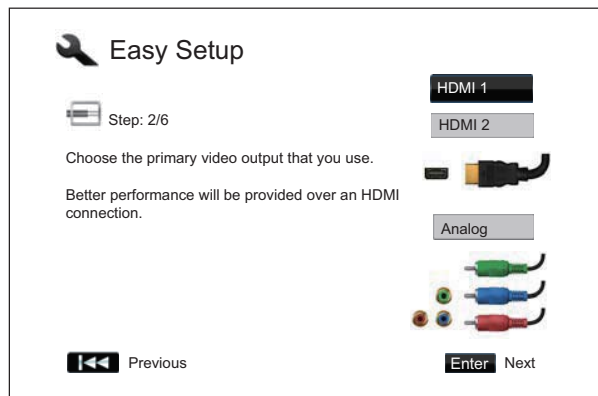 Easy Setup
Step: 2/6
Choose the primary video output that you use.
Better performance will be provided over an HDMI
connection.
HDMI 1
HDMI 2
Analog
Previous
Enter Next